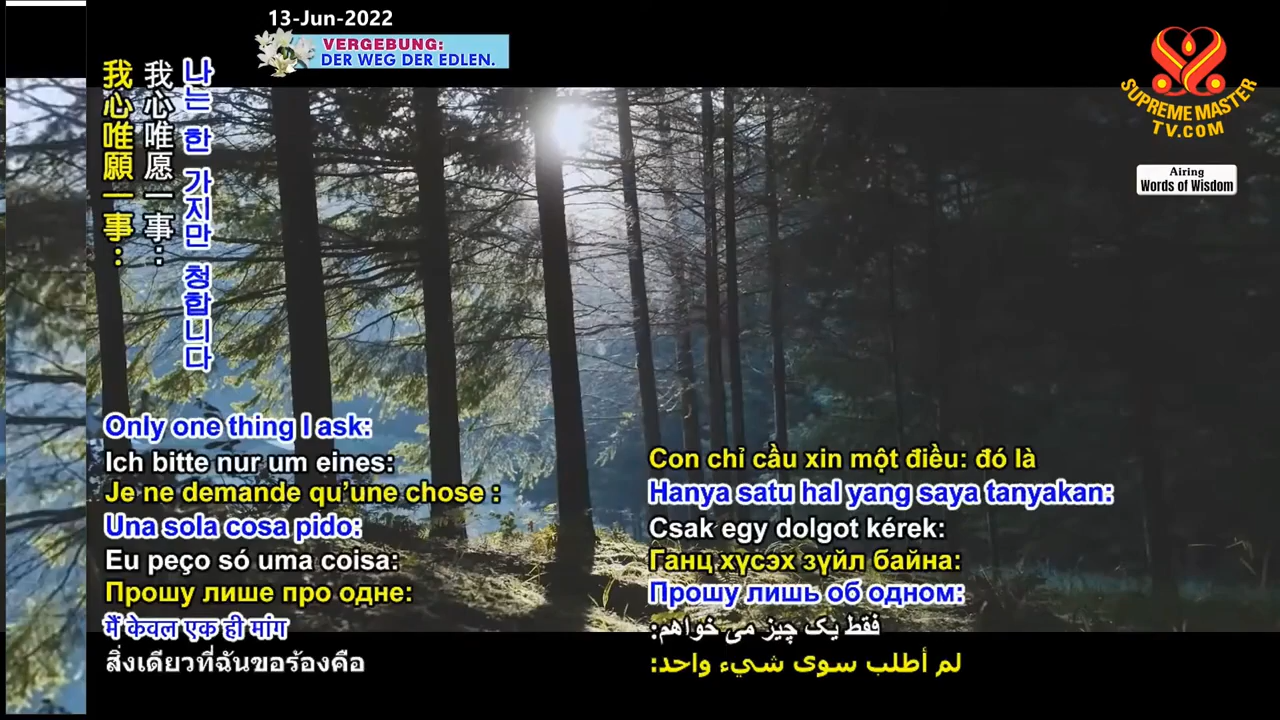 13-Jun-2022
VERGEBUNG:
DER WEG DER EDLEN.
SUPREME MASTER
TV.COM
Airing
Words of Wisdom
나는 한 가지만 청합니다
我心唯愿一事：
我心唯願一事：
Only one thing I ask:
Ich bitte nur um eines:
Je ne demande qu’une chose :
Una sola cosa pido:
Eu peço só uma coisa:
Прошу лише про одне:
मैं केवल एक ही मांग
สิ่งเดียวที่ฉันขอร้องคือ
Con chỉ cầu xin một điều: đó là
Hanya satu hal yang saya tanyakan:
Csak egy dolgot kérek:
Ганц хүсэх зүйл байна:
Прошу лишь об одном:
فقط یک چیز می خواهم:
لم أطلب سوى شيء واحد: